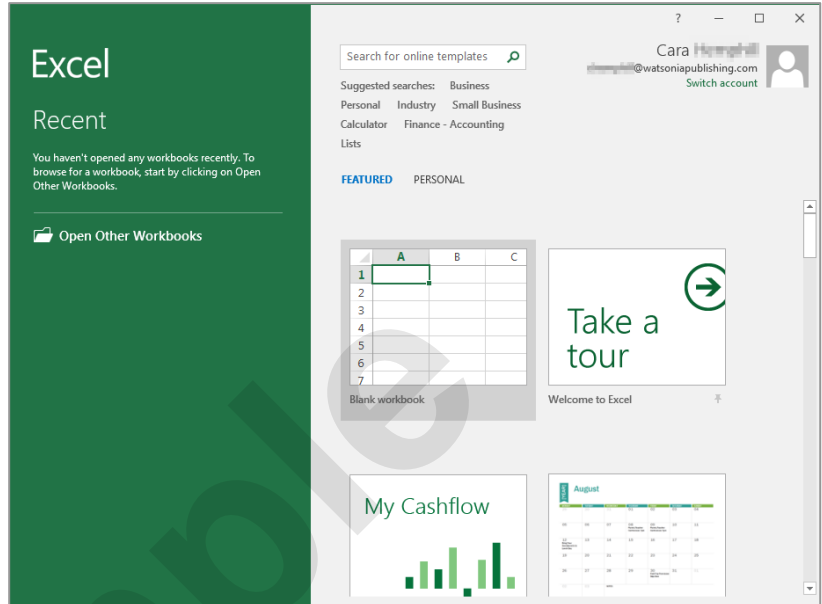 Excel
Recent
You haven't opened any workbooks recently. To
browse for a workbook, start by clicking on Open
Other Workbooks.
Open Other Workbooks
?
Search for online templates
Suggested searches: Business
Personal Industry Small Business
Calculator Finance - Accounting
Lists
Cara
@watsoniapublishing.com
Switch account
FEATURED PERSONAL
A B C
1
2
3
4
5
6
7
Blank workbook
Take a
tour
Welcome to Excel
My Cashflow
August
ple